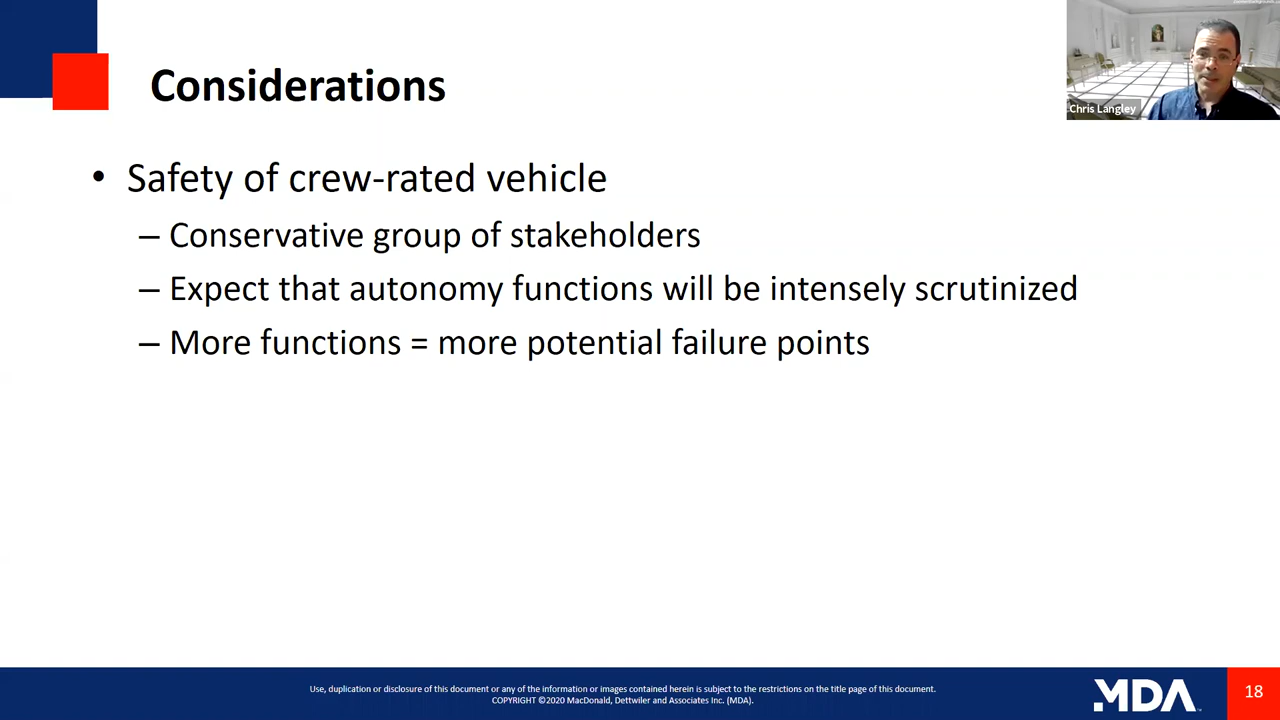 Considerations
Chris Langley
• Safety of crew-rated vehicle
– Conservative group of stakeholders
– Expect that autonomy functions will be intensely scrutinized
– More functions = more potential failure points
Use, duplication or disclosure of this document or any of the information or images contained herein is subject to the restrictions on the title page of this document.
COPYRIGHT ©2020 MacDonald, Dettwiler and Associates Inc. (MDA).
MDA
18